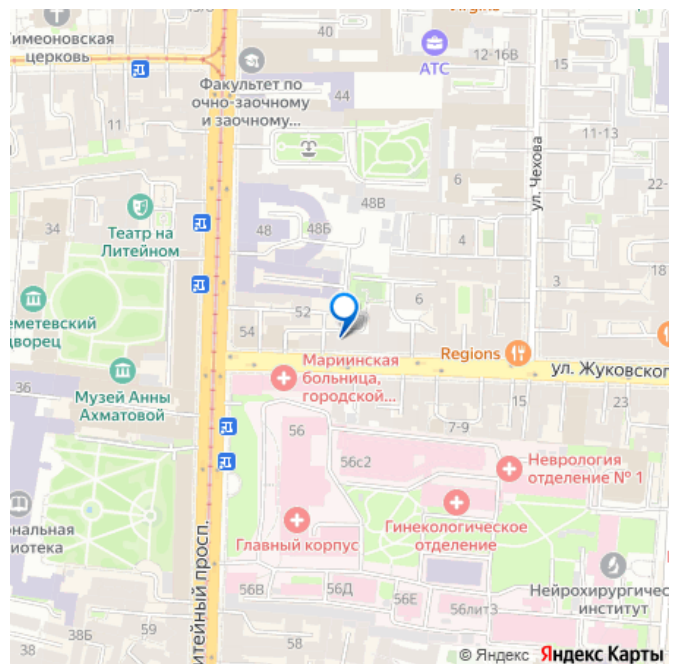 Симеоновская
церковь
40
12-16В
15
АТС
Факультет по
очно-заочному
и заочному...
44
11
11-13
ул. Чехова
6
22-
48В
34
Театр на
Литейном
48
48Б
4
3
18
52
6
54
Музей Анны
Ахматовой
36
Regions
ул. Жуковског
Мариинская
больница,
городской...
15
23
7-9
56
56с2
Неврология
отделение № 1
Главный корпус
Гинекологическое
отделение
56В
56Д
56Е
56лит3
Нейрохирургичес
институт
38
38Б
59
58
итейный просп.
еметевский
дворец
ональная
иотека
© Яндекс Яндекс Карты